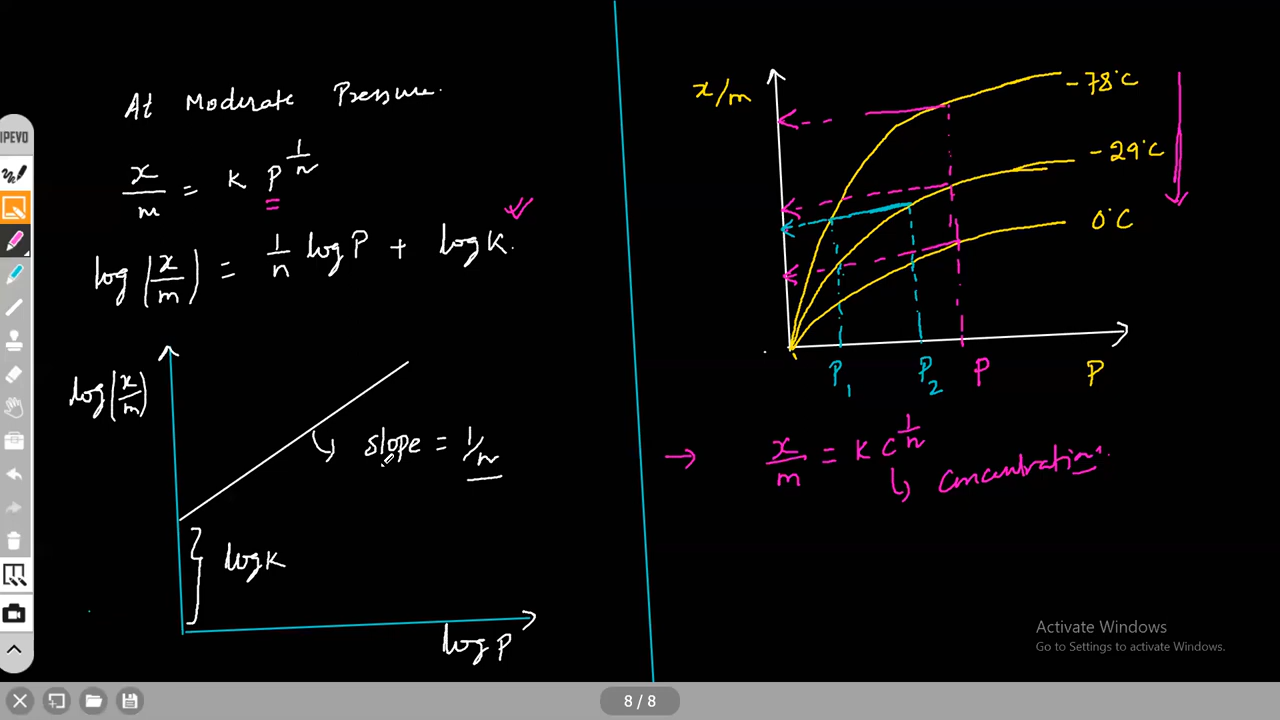 IPEVO
At Moderate Pressure.
x/m = K P^1/n
log(x/m) = 1/n log P + log K.
log(x/m)
slope = 1/n
log K
log P
x/m
-78°C
-29°C
0°C
P1 P2 P P
→ x/m = K C^1/n
↳ Concentration.
Activate Windows
Go to Settings to activate Windows.
8 / 8